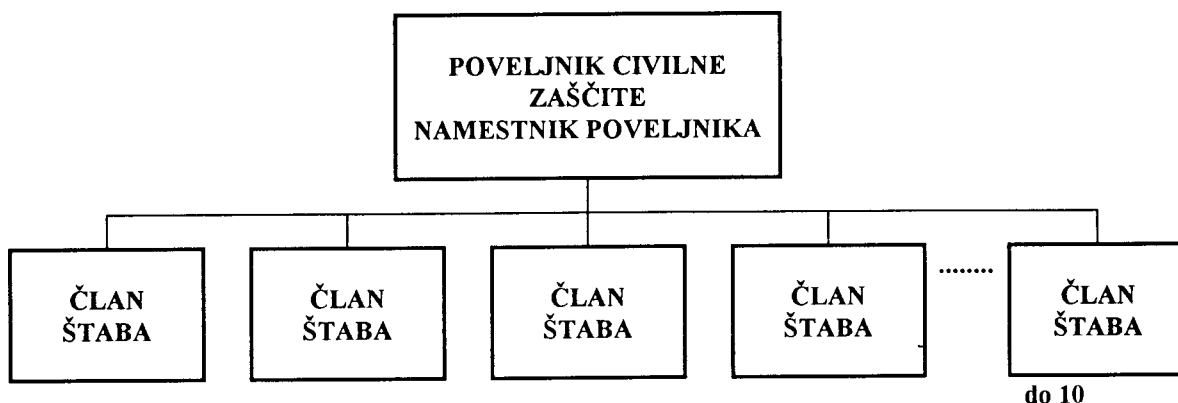 POVELJNIK CIVILNE
ZAŠČITE
NAMESTNIK POVELJNIKA
ČLAN
ŠTABA
ČLAN
ŠTABA
ČLAN
ŠTABA
ČLAN
ŠTABA
.........
ČLAN
ŠTABA
do 10